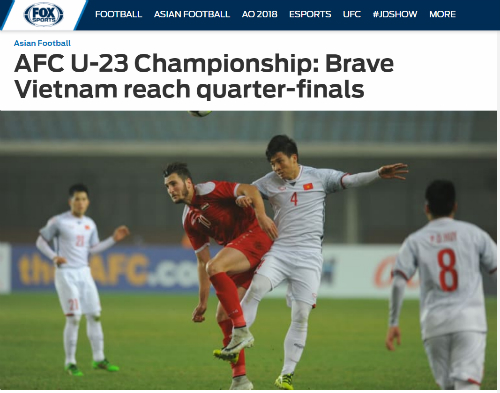 FOX
SPORTS
FOOTBALL ASIAN FOOTBALL AO 2018 ESPORTS UFC #JDSHOW MORE
Asian Football
AFC U-23 Championship: Brave
Vietnam reach quarter-finals
the-AFC.com
4
21
8